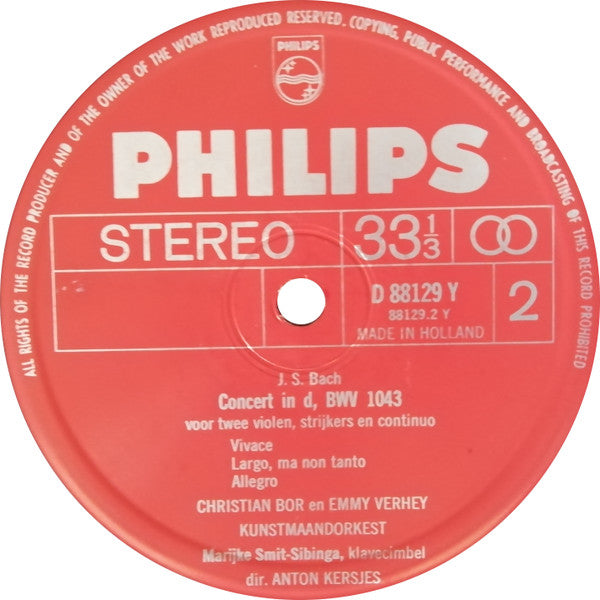 ALL RIGHTS OF THE RECORD PRODUCER AND OF THE OWNER OF THE WORK REPRODUCED RESERVED. COPYING, PUBLIC PERFORMANCE AND BROADCASTING OF THIS RECORD PROHIBITED
PHILIPS
PHILIPS
STEREO 33 1/3
D 88129 Y
88129.2 Y
MADE IN HOLLAND
2
J. S. Bach
Concert in d, BWV 1043
voor twee violen, strijkers en continuo
Vivace
Largo, ma non tanto
Allegro
CHRISTIAN BOR en EMMY VERHEY
KUNSTMAANDORKEST
Marijke Smit-Sibinga, klavecimbel
dir. ANTON KERSJES